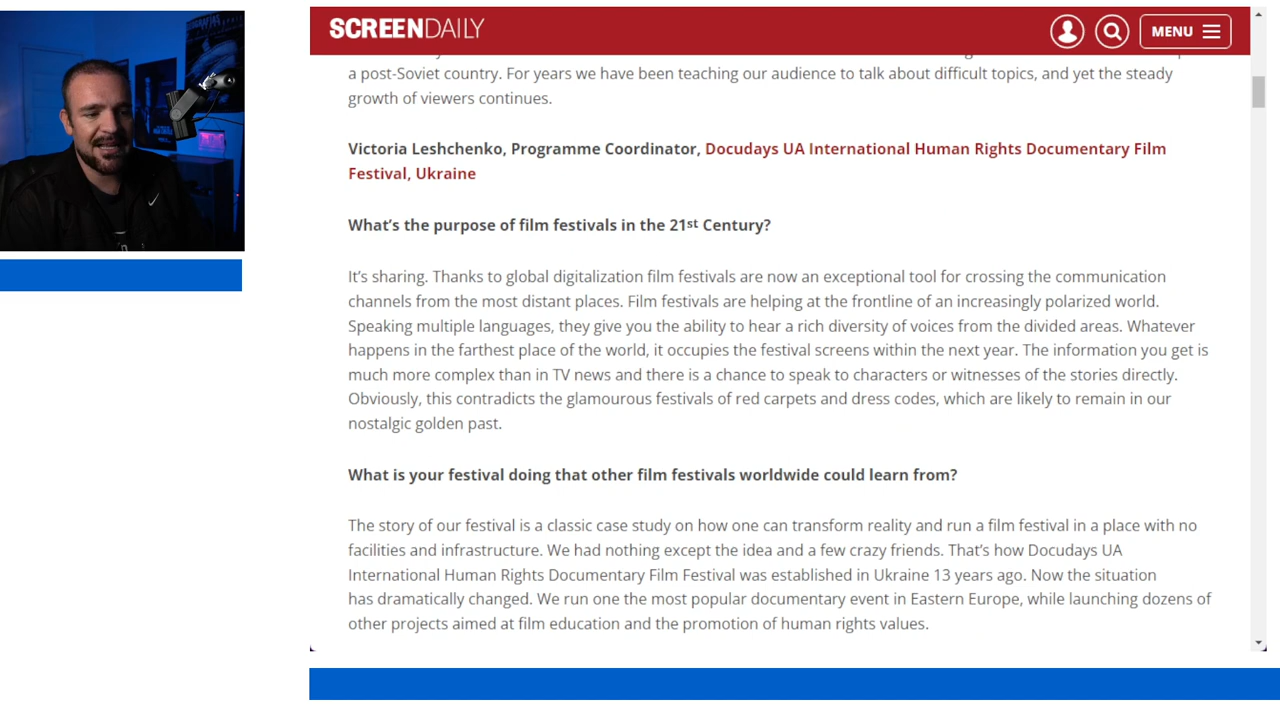 SCREENDAILY
MENU
a post-Soviet country. For years we have been teaching our audience to talk about difficult topics, and yet the steady
growth of viewers continues.
Victoria Leshchenko, Programme Coordinator, Docudays UA International Human Rights Documentary Film
Festival, Ukraine
What's the purpose of film festivals in the 21st Century?
It's sharing. Thanks to global digitalization film festivals are now an exceptional tool for crossing the communication
channels from the most distant places. Film festivals are helping at the frontline of an increasingly polarized world.
Speaking multiple languages, they give you the ability to hear a rich diversity of voices from the divided areas. Whatever
happens in the farthest place of the world, it occupies the festival screens within the next year. The information you get is
much more complex than in TV news and there is a chance to speak to characters or witnesses of the stories directly.
Obviously, this contradicts the glamourous festivals of red carpets and dress codes, which are likely to remain in our
nostalgic golden past.
What is your festival doing that other film festivals worldwide could learn from?
The story of our festival is a classic case study on how one can transform reality and run a film festival in a place with no
facilities and infrastructure. We had nothing except the idea and a few crazy friends. That's how Docudays UA
International Human Rights Documentary Film Festival was established in Ukraine 13 years ago. Now the situation
has dramatically changed. We run one the most popular documentary event in Eastern Europe, while launching dozens of
other projects aimed at film education and the promotion of human rights values.